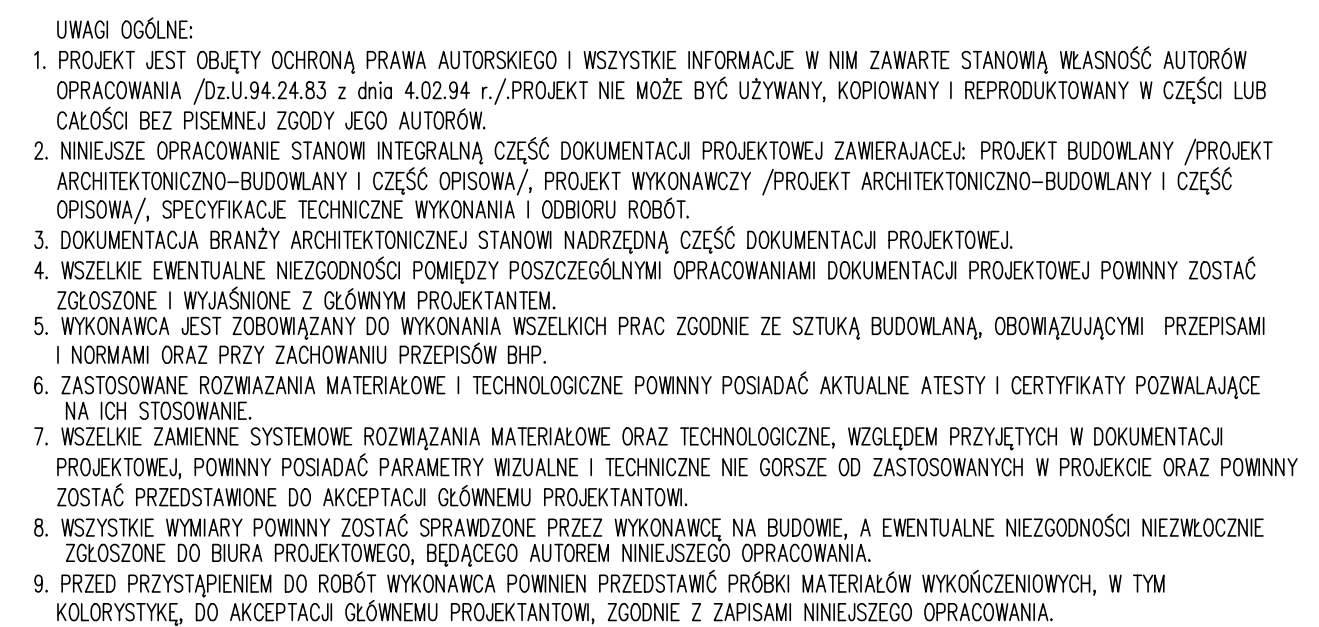 UWAGI OGÓLNE:
1. PROJEKT JEST OBJĘTY OCHRONĄ PRAWA AUTORSKIEGO I WSZYSTKIE INFORMACJE W NIM ZAWARTE STANOWIĄ WŁASNOŚĆ AUTORÓW
OPRACOWANIA /Dz.U.94.24.83 z dnia 4.02.94 r./.PROJEKT NIE MOŻE BYĆ UŻYWANY, KOPIOWANY I REPRODUKTOWANY W CZĘŚCI LUB
CAŁOŚCI BEZ PISEMNEJ ZGODY JEGO AUTORÓW.
2. NINIEJSZE OPRACOWANIE STANOWI INTEGRALNĄ CZĘŚĆ DOKUMENTACJI PROJEKTOWEJ ZAWIERAJACEJ: PROJEKT BUDOWLANY /PROJEKT
ARCHITEKTONICZNO-BUDOWLANY I CZĘŚĆ OPISOWA/, PROJEKT WYKONAWCZY /PROJEKT ARCHITEKTONICZNO-BUDOWLANY I CZĘŚĆ
OPISOWA/, SPECYFIKACJE TECHNICZNE WYKONANIA I ODBIORU ROBÓT.
3. DOKUMENTACJA BRANŻY ARCHITEKTONICZNEJ STANOWI NADRZĘDNĄ CZĘŚĆ DOKUMENTACJI PROJEKTOWEJ.
4. WSZELKIE EWENTUALNE NIEZGODNOŚCI POMIĘDZY POSZCZEGÓLNYMI OPRACOWANIAMI DOKUMENTACJI PROJEKTOWEJ POWINNY ZOSTAĆ
ZGŁOSZONE I WYJAŚNIONE Z GŁÓWNYM PROJEKTANTEM.
5. WYKONAWCA JEST ZOBOWIĄZANY DO WYKONANIA WSZELKICH PRAC ZGODNIE ZE SZTUKĄ BUDOWLANĄ, OBOWIĄZUJĄCYMI PRZEPISAMI
I NORMAMI ORAZ PRZY ZACHOWANIU PRZEPISÓW BHP.
6. ZASTOSOWANE ROZWIAZANIA MATERIAŁOWE I TECHNOLOGICZNE POWINNY POSIADAĆ AKTUALNE ATESTY I CERTYFIKATY POZWALAJĄCE
NA ICH STOSOWANIE.
7. WSZELKIE ZAMIENNE SYSTEMOWE ROZWIĄZANIA MATERIAŁOWE ORAZ TECHNOLOGICZNE, WZGLĘDEM PRZYJĘTYCH W DOKUMENTACJI
PROJEKTOWEJ, POWINNY POSIADAĆ PARAMETRY WIZUALNE I TECHNICZNE NIE GORSZE OD ZASTOSOWANYCH W PROJEKCIE ORAZ POWINNY
ZOSTAĆ PRZEDSTAWIONE DO AKCEPTACJI GŁÓWNEMU PROJEKTANTOWI.
8. WSZYSTKIE WYMIARY POWINNY ZOSTAĆ SPRAWDZONE PRZEZ WYKONAWCĘ NA BUDOWIE, A EWENTUALNE NIEZGODNOŚCI NIEZWŁOCZNIE
ZGŁOSZONE DO BIURA PROJEKTOWEGO, BĘDĄCEGO AUTOREM NINIEJSZEGO OPRACOWANIA.
9. PRZED PRZYSTĄPIENIEM DO ROBÓT WYKONAWCA POWINIEN PRZEDSTAWIĆ PRÓBKI MATERIAŁÓW WYKOŃCZENIOWYCH, W TYM
KOLORYSTYKĘ, DO AKCEPTACJI GŁÓWNEMU PROJEKTANTOWI, ZGODNIE Z ZAPISAMI NINIEJSZEGO OPRACOWANIA.